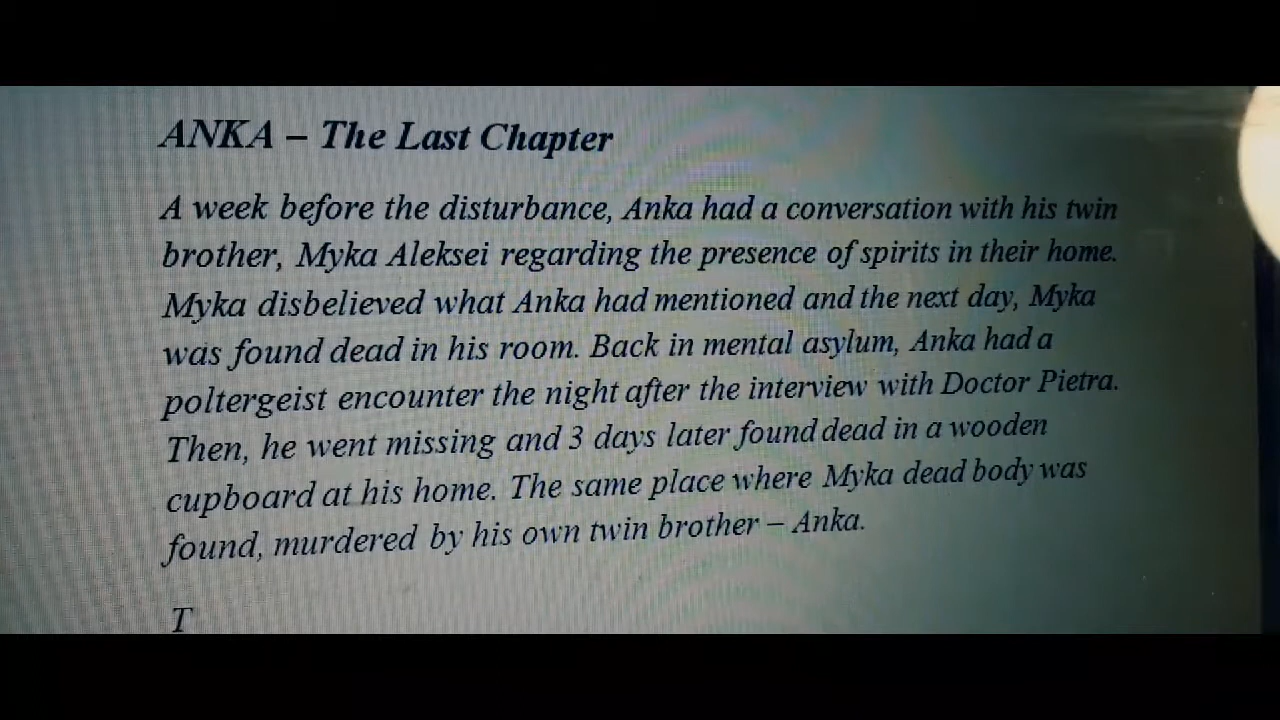 ANKA – The Last Chapter
A week before the disturbance, Anka had a conversation with his twin
brother, Myka Aleksei regarding the presence of spirits in their home.
Myka disbelieved what Anka had mentioned and the next day, Myka
was found dead in his room. Back in mental asylum, Anka had a
poltergeist encounter the night after the interview with Doctor Pietra.
Then, he went missing and 3 days later found dead in a wooden
cupboard at his home. The same place where Myka dead body was
found, murdered by his own twin brother – Anka.
T